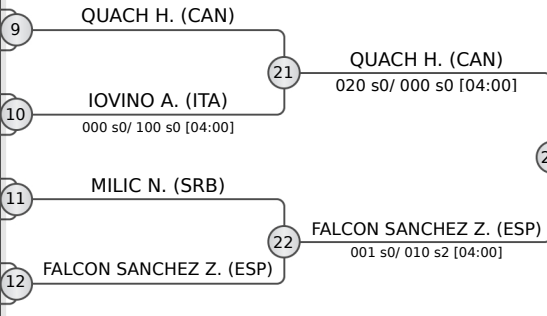 9
QUACH H. (CAN)
21
QUACH H. (CAN)
020 s0/ 000 s0 [04:00]
10
IOVINO A. (ITA)
000 s0/ 100 s0 [04:00]
11
MILIC N. (SRB)
22
FALCON SANCHEZ Z. (ESP)
001 s0/ 010 s2 [04:00]
12
FALCON SANCHEZ Z. (ESP)